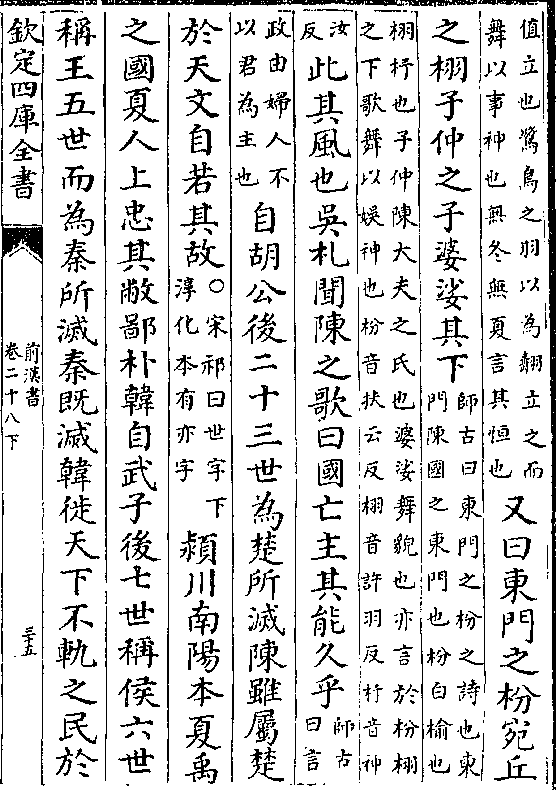 值立也鷺鳥之羽以為翿立之而
舞以事神也無冬無夏言其恒也
又曰東門之枌宛丘
之栩子仲之子婆娑其下
師古曰東門之枌之詩也東
門陳國之東門也枌白榆也
栩杼也子仲陳大夫之氏也婆娑舞貌也亦言於枌栩
之下歌舞以娱神也枌音扶云反栩音許羽反杼音神
汝
反
此其風也吳札聞陳之歌曰國亡主其能久乎
師古
曰言
政由婦人不
以君為主也
自胡公後二十三世為楚所滅陳雖屬楚
於天文自若其故
○宋祁曰世字下
淳化本有亦字
潁川南陽本夏禹
之國夏人上忠其敝鄙朴韓自武子後七世稱侯六世
稱王五世而為秦所滅秦既滅韓徙天下不軌之民於
欽定四庫全書
前漢書
卷二十八下
三十五